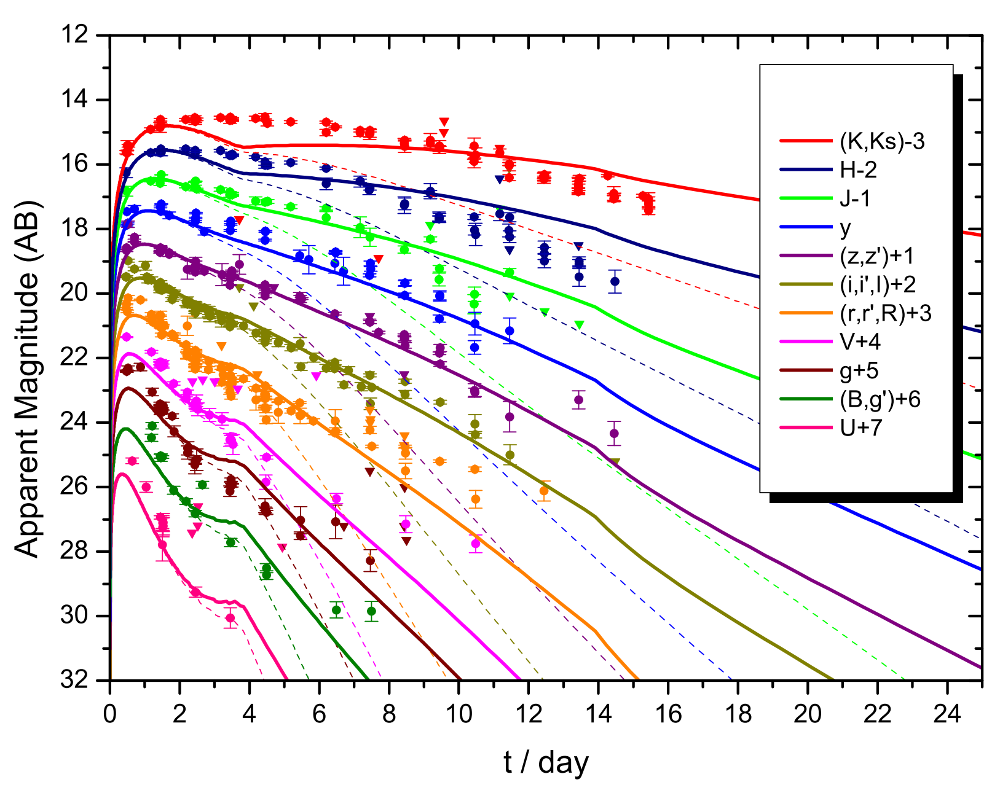 12
14
16
18
20
22
24
26
28
30
32
Apparent Magnitude (AB)
(K,Ks)-3
H-2
J-1
y
(z,z')+1
(i,i',I)+2
(r,r',R)+3
V+4
g+5
(B,g')+6
U+7
0 2 4 6 8 10 12 14 16 18 20 22 24
t / day